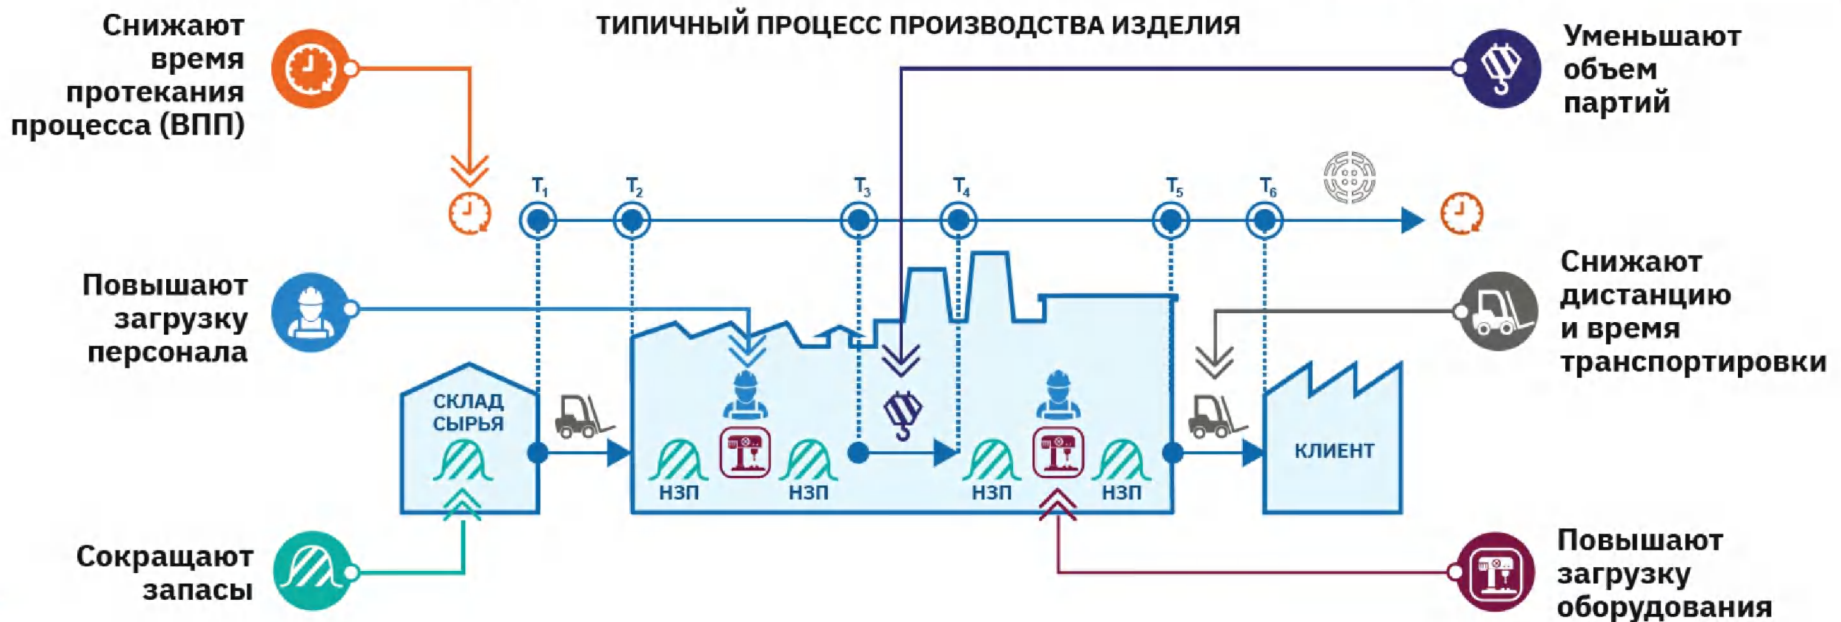 ТИПИЧНЫЙ ПРОЦЕСС ПРОИЗВОДСТВА ИЗДЕЛИЯ
Снижают
время
протекания
процесса (ВПП)
Уменьшают
объем
партий
T₁
T₂
T₃
T₄
T₅
T₆
Повышают
загрузку
персонала
Снижают
дистанцию
и время
транспортировки
СКЛАД
СЫРЬЯ
КЛИЕНТ
НЗП
НЗП
НЗП
НЗП
Сокращают
запасы
Повышают
загрузку
оборудования